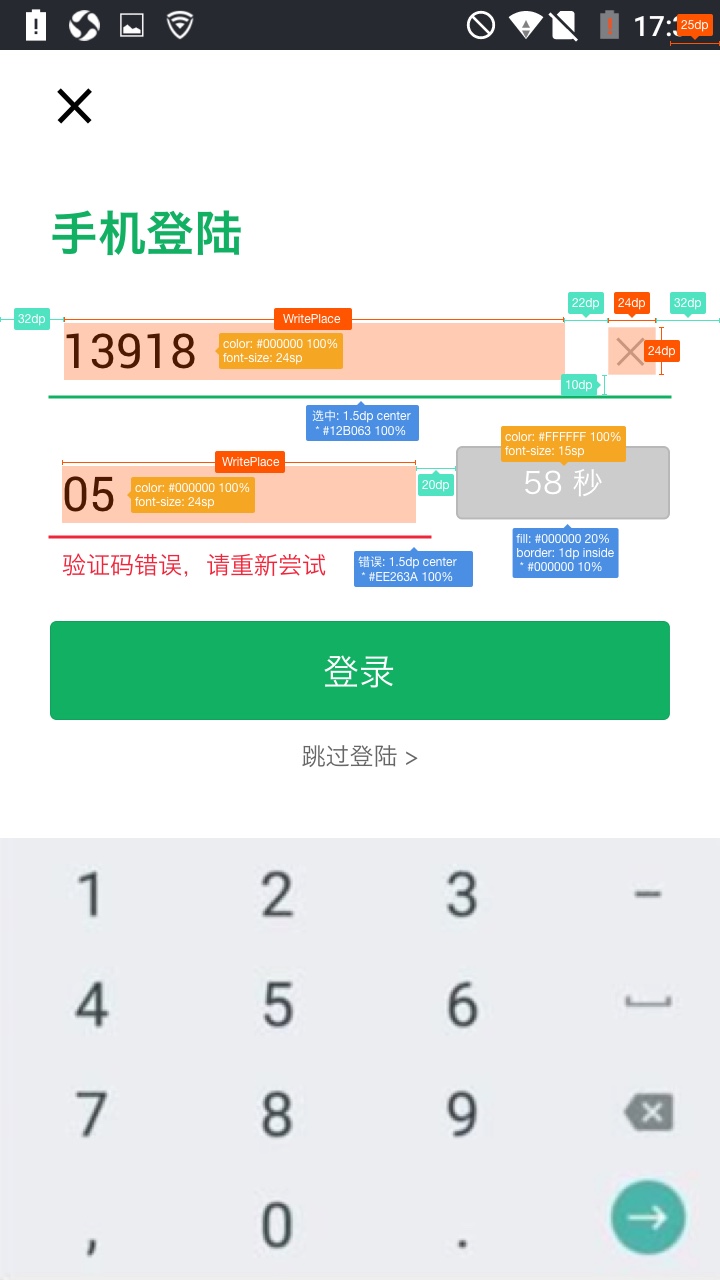 25dp
手机登陆
22dp
24dp
32dp
32dp
WritePlace
13918
color: #000000 100%
font-size: 24sp
24dp
10dp
选中: 1.5dp center
* #12B063 100%
color: #FFFFFF 100%
font-size: 15sp
WritePlace
05
color: #000000 100%
font-size: 24sp
20dp
58 秒
fill: #000000 20%
border: 1dp inside
* #000000 10%
验证码错误，请重新尝试
错误: 1.5dp center
* #EE263A 100%
登录
跳过登陆 >
1 2 3 –
4 5 6
7 8 9
, 0 .